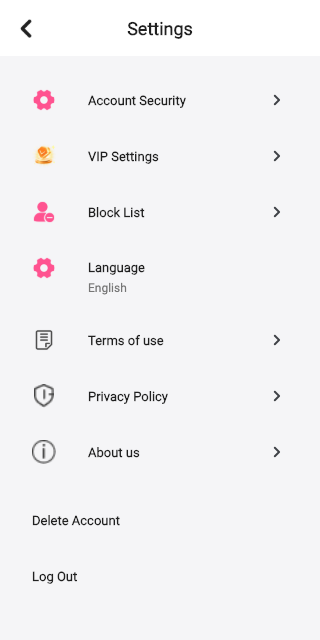 Settings
Account Security
VIP Settings
Block List
Language
English
Terms of use
Privacy Policy
About us
Delete Account
Log Out